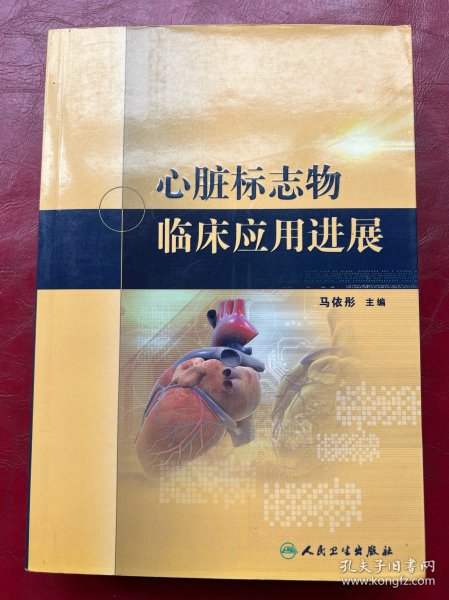 心脏标志物
临床应用进展
马依彤 主编
人民卫生出版社
孔夫子旧书网
www.kongfz.com